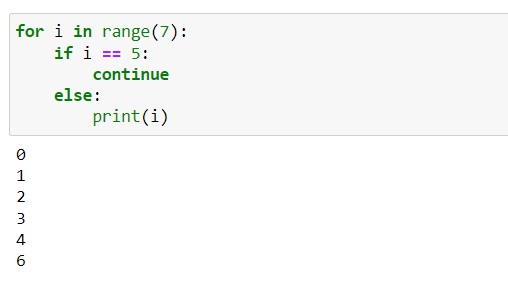 for i in range(7):
    if i == 5:
        continue
    else:
        print(i)
0
1
2
3
4
6